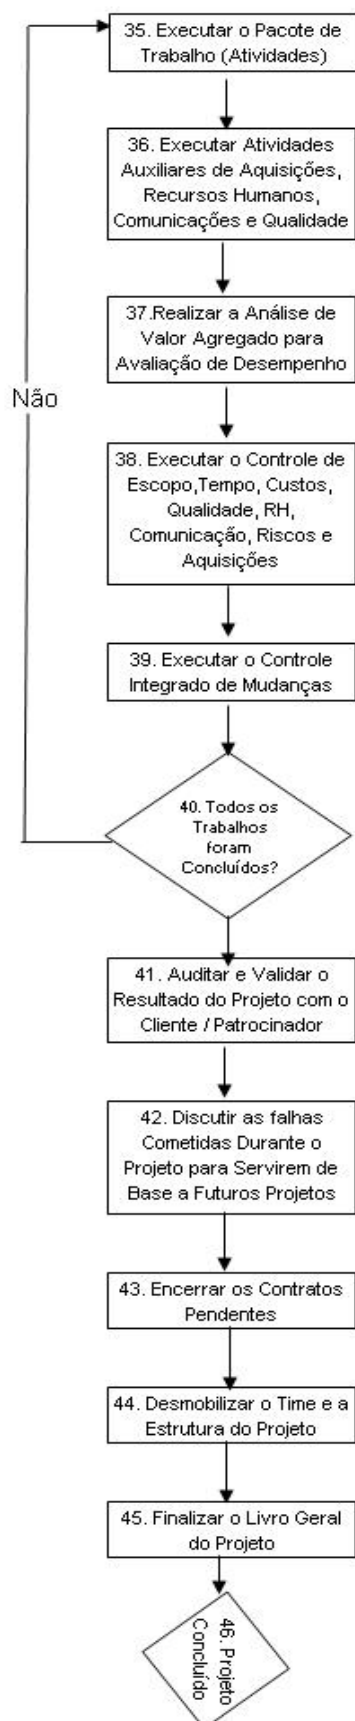 35. Executar o Pacote de
Trabalho (Atividades)
36. Executar Atividades
Auxiliares de Aquisições,
Recursos Humanos,
Comunicações e Qualidade
37.Realizar a Análise de
Valor Agregado para
Avaliação de Desempenho
Não
38. Executar o Controle de
Escopo,Tempo, Custos,
Qualidade, RH,
Comunicação, Riscos e
Aquisições
39. Executar o Controle
Integrado de Mudanças
40. Todos os
Trabalhos
foram
Concluídos?
41. Auditar e Validar o
Resultado do Projeto com o
Cliente / Patrocinador
42. Discutir as falhas
Cometidas Durante o
Projeto para Servirem de
Base a Futuros Projetos
43. Encerrar os Contratos
Pendentes
44. Desmobilizar o Time e a
Estrutura do Projeto
45. Finalizar o Livro Geral
do Projeto
46. Projeto
Concluído